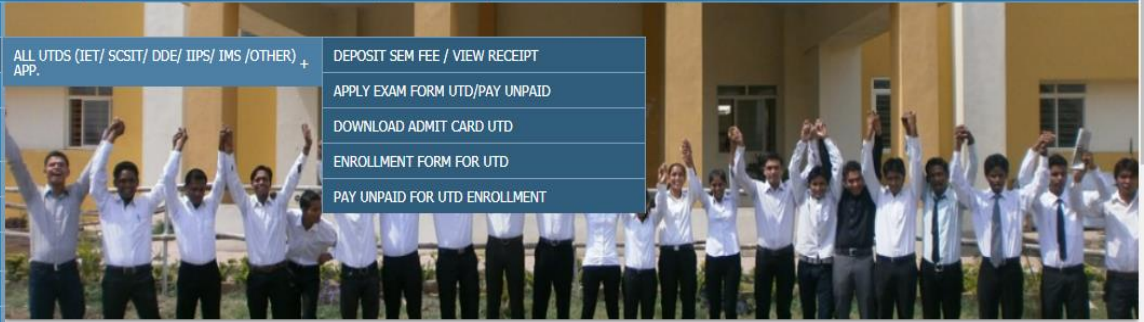 ALL UTDS (IET/ SCSIT/ DDE/ IIPS/ IMS /OTHER) +
APP.
DEPOSIT SEM FEE / VIEW RECEIPT
APPLY EXAM FORM UTD/PAY UNPAID
DOWNLOAD ADMIT CARD UTD
ENROLLMENT FORM FOR UTD
PAY UNPAID FOR UTD ENROLLMENT